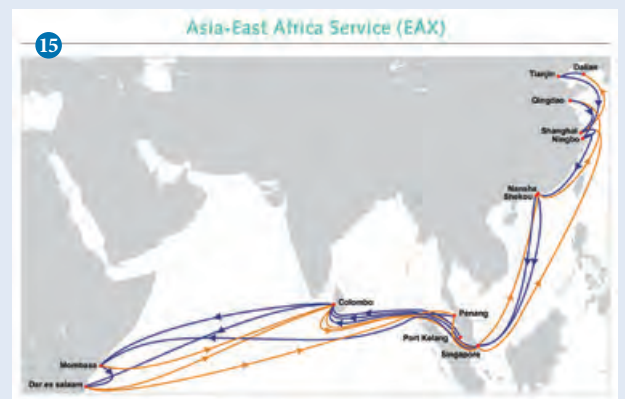 Asia-East Africa Service (EAX)
15
Dalian
Tianjin
Qingdao
Shanghai
Ningbo
Nansha
Shekou
Colombo
Penang
Port Kelang
Singapore
Mombasa
Dar es salaam